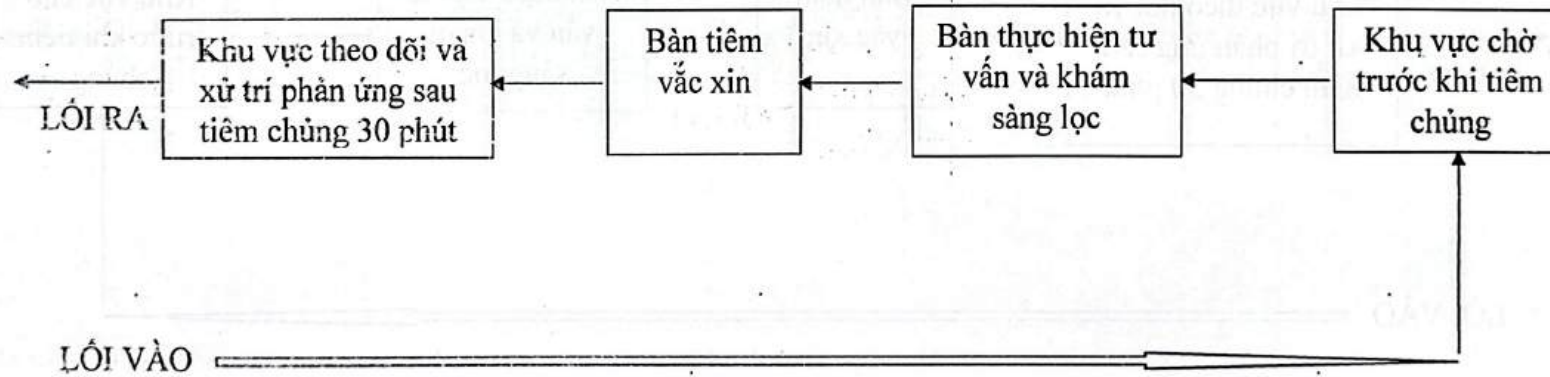 Khu vực theo dõi và
xử trí phản ứng sau
tiêm chủng 30 phút
Bàn tiêm
vắc xin
Bàn thực hiện tư
vấn và khám
sàng lọc
Khu vực chờ
trước khi tiêm
chủng
LỐI RA
LỐI VÀO